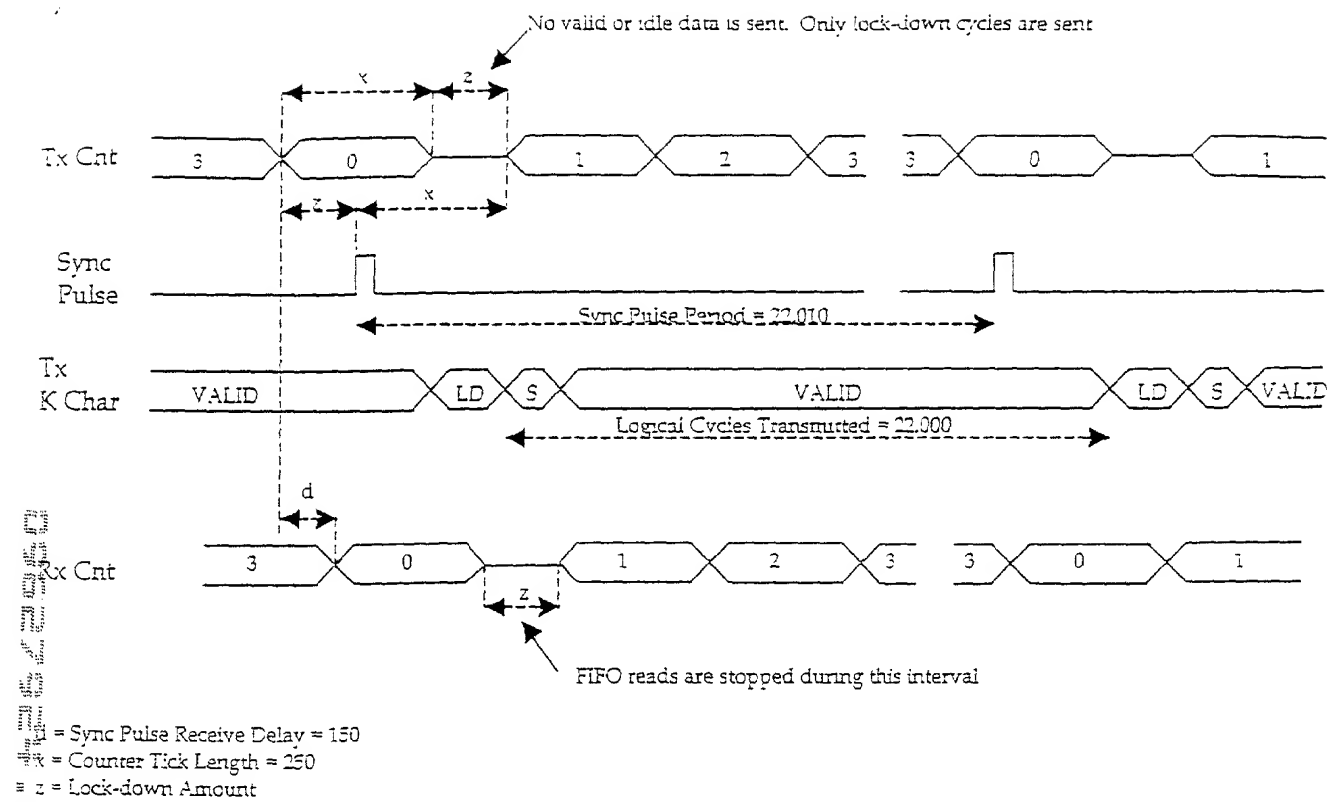 No valid or idle data is sent. Only lock-down cycles are sent
x
z
Tx Cnt
3 0 1 2 3 3 0 1
z
x
Sync
Pulse
Sync Pulse Period = 22.010
Tx
K Char
VALID LD S VALID LD S VALID
Logical Cycles Transmitted = 22.000
d
Rx Cnt
3 0 1 2 3 3 0 1
z
FIFO reads are stopped during this interval
d = Sync Pulse Receive Delay = 150
x = Counter Tick Length = 250
z = Lock-down Amount